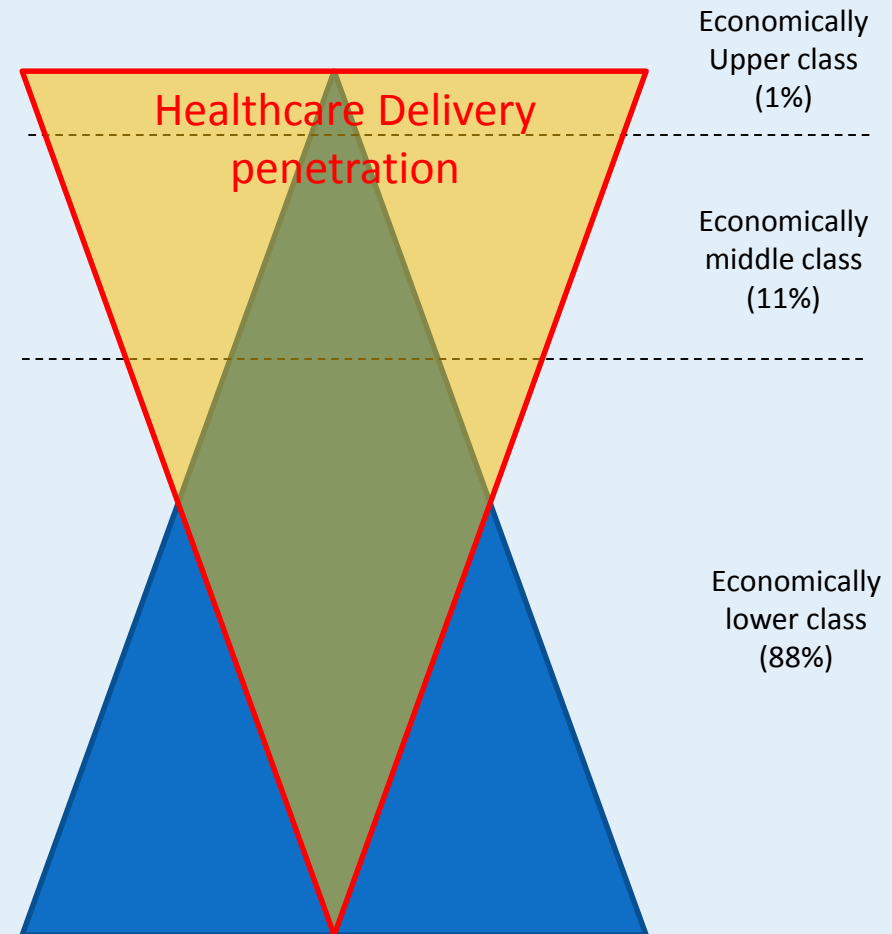 Economically
Upper class
(1%)
Healthcare Delivery
penetration
Economically
middle class
(11%)
Economically
lower class
(88%)